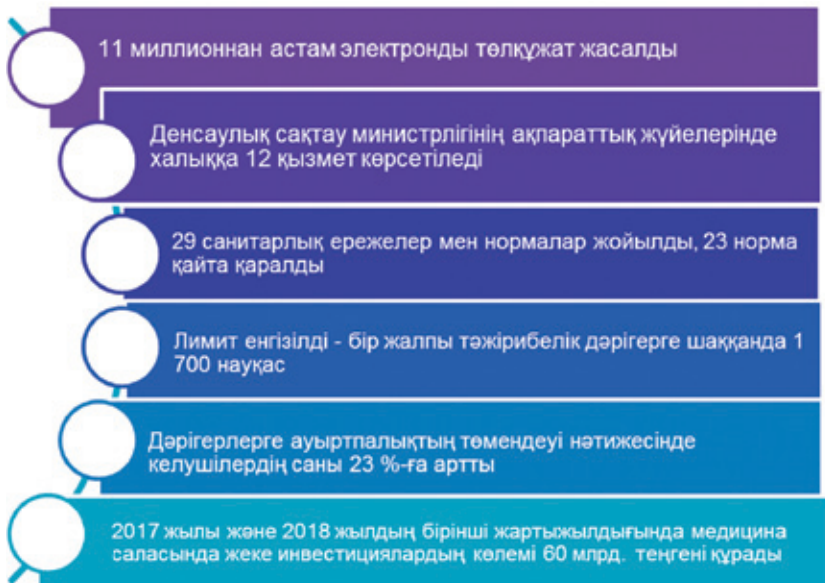 11 миллионнан астам электронды төлқұжат жасалды
Денсаулық сақтау министрлігінің ақпараттық жүйелерінде
халыққа 12 қызмет көрсетіледі
29 санитарлық ережелер мен нормалар жойылды, 23 норма
қайта қаралды
Лимит енгізілді - бір жалпы тәжірибелік дәрігерге шаққанда 1
700 науқас
Дәрігерлерге ауыртпалықтың төмендеуі нәтижесінде
келушілердің саны 23 %-ға артты
2017 жылы және 2018 жылдың бірінші жартыжылдығында медицина
саласында жеке инвестициялардың көлемі 60 млрд. теңгені құрады